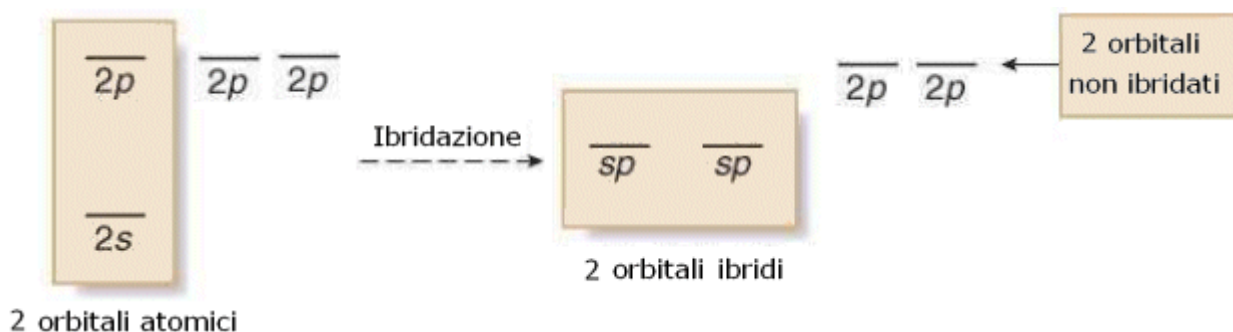 2p 2p 2p
2s
2 orbitali atomici
Ibridazione
sp sp
2 orbitali ibridi
2p 2p
2 orbitali
non ibridati